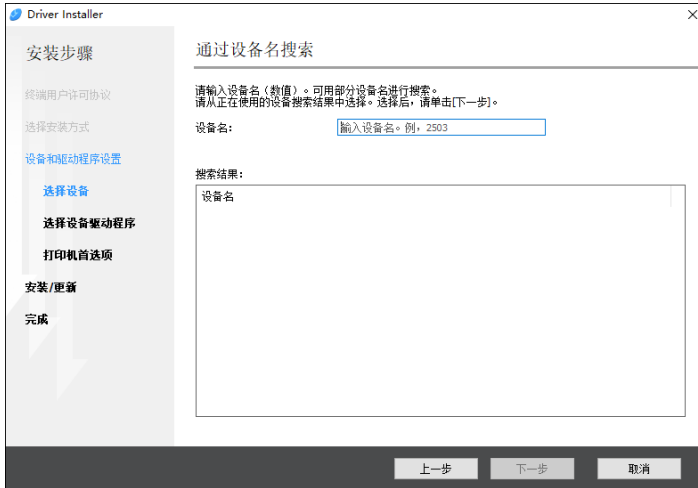 Driver Installer
安装步骤
终端用户许可协议
选择安装方式
设备和驱动程序设置
选择设备
选择设备驱动程序
打印机首选项
安装/更新
完成
通过设备名搜索
请输入设备名（数值）。可用部分设备名进行搜索。
请从正在使用的设备搜索结果中选择。选择后，请单击[下一步]。
设备名：
输入设备名。例，2503
搜索结果：
设备名
上一步
下一步
取消